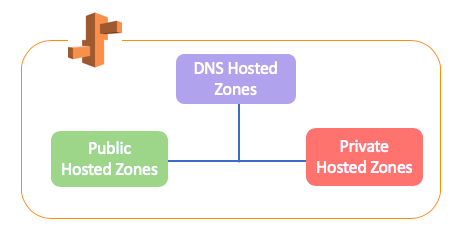 DNS Hosted
Zones
Public
Hosted Zones
Private
Hosted Zones